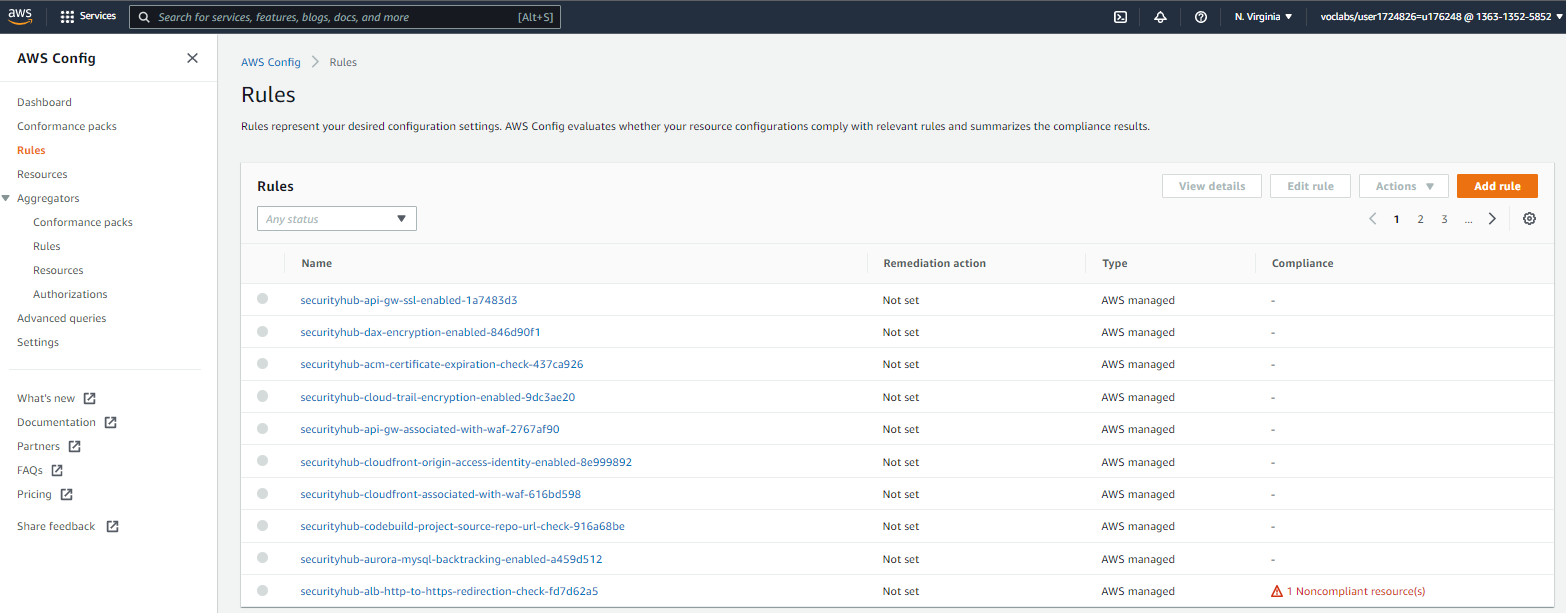 aws Services Search for services, features, blogs, docs, and more [Alt+S] N. Virginia voclabs/user1724826=u176248 @ 1363-1352-5852
AWS Config
Dashboard
Conformance packs
Rules
Resources
Aggregators
Conformance packs
Rules
Resources
Authorizations
Advanced queries
Settings
What's new
Documentation
Partners
FAQs
Pricing
Share feedback
AWS Config > Rules
Rules
Rules represent your desired configuration settings. AWS Config evaluates whether your resource configurations comply with relevant rules and summarizes the compliance results.
Rules View details Edit rule Actions Add rule
Any status 1 2 3 ...
Name Remediation action Type Compliance
securityhub-api-gw-ssl-enabled-1a7483d3 Not set AWS managed -
securityhub-dax-encryption-enabled-846d90f1 Not set AWS managed -
securityhub-acm-certificate-expiration-check-437ca926 Not set AWS managed -
securityhub-cloud-trail-encryption-enabled-9dc3ae20 Not set AWS managed -
securityhub-api-gw-associated-with-waf-2767af90 Not set AWS managed -
securityhub-cloudfront-origin-access-identity-enabled-8e999892 Not set AWS managed -
securityhub-cloudfront-associated-with-waf-616bd598 Not set AWS managed -
securityhub-codebuild-project-source-repo-url-check-916a68be Not set AWS managed -
securityhub-aurora-mysql-backtracking-enabled-a459d512 Not set AWS managed -
securityhub-alb-http-to-https-redirection-check-fd7d62a5 Not set AWS managed 1 Noncompliant resource(s)